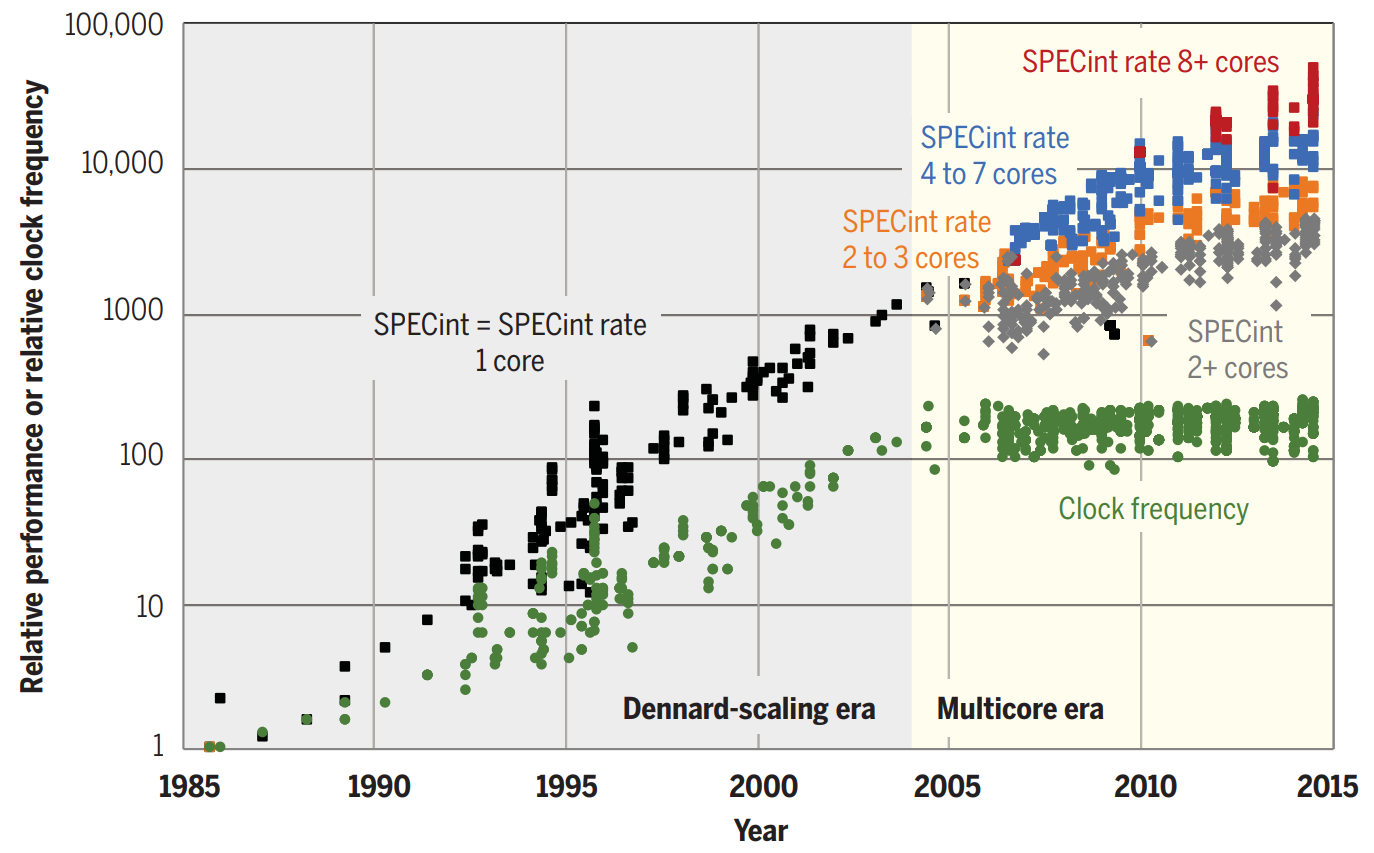 Relative performance or relative clock frequency
100,000
10,000
1000
100
10
1
SPECint rate 8+ cores
SPECint rate
4 to 7 cores
SPECint rate
2 to 3 cores
SPECint = SPECint rate
1 core
SPECint
2+ cores
Clock frequency
Dennard-scaling era
Multicore era
1985
1990
1995
2000
2005
2010
2015
Year